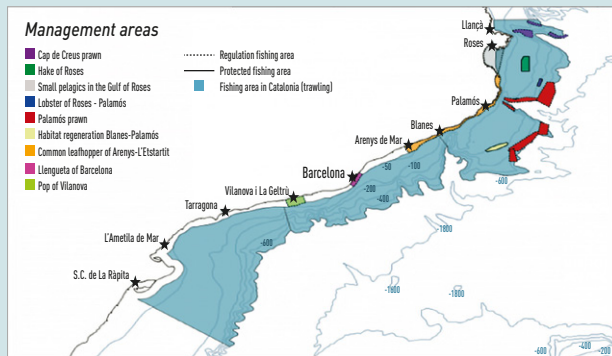 Management areas
Cap de Creus prawn
Hake of Roses
Small pelagics in the Gulf of Roses
Lobster of Roses - Palamós
Palamós prawn
Habitat regeneration Blanes-Palamós
Common leafhopper of Arenys-L'Estartit
Llengueta of Barcelona
Pop of Vilanova
Regulation fishing area
Protected fishing area
Fishing area in Catalonia (trawling)
Llançà
Roses
Palamós
Blanes
Arenys de Mar
Barcelona
Vilanova i La Geltrù
Tarragona
L'Ametlla de Mar
S.C. de La Ràpita
-50
-100
-200
-400
-600
-600
1800
-1800
-1800
-600
-400
-200